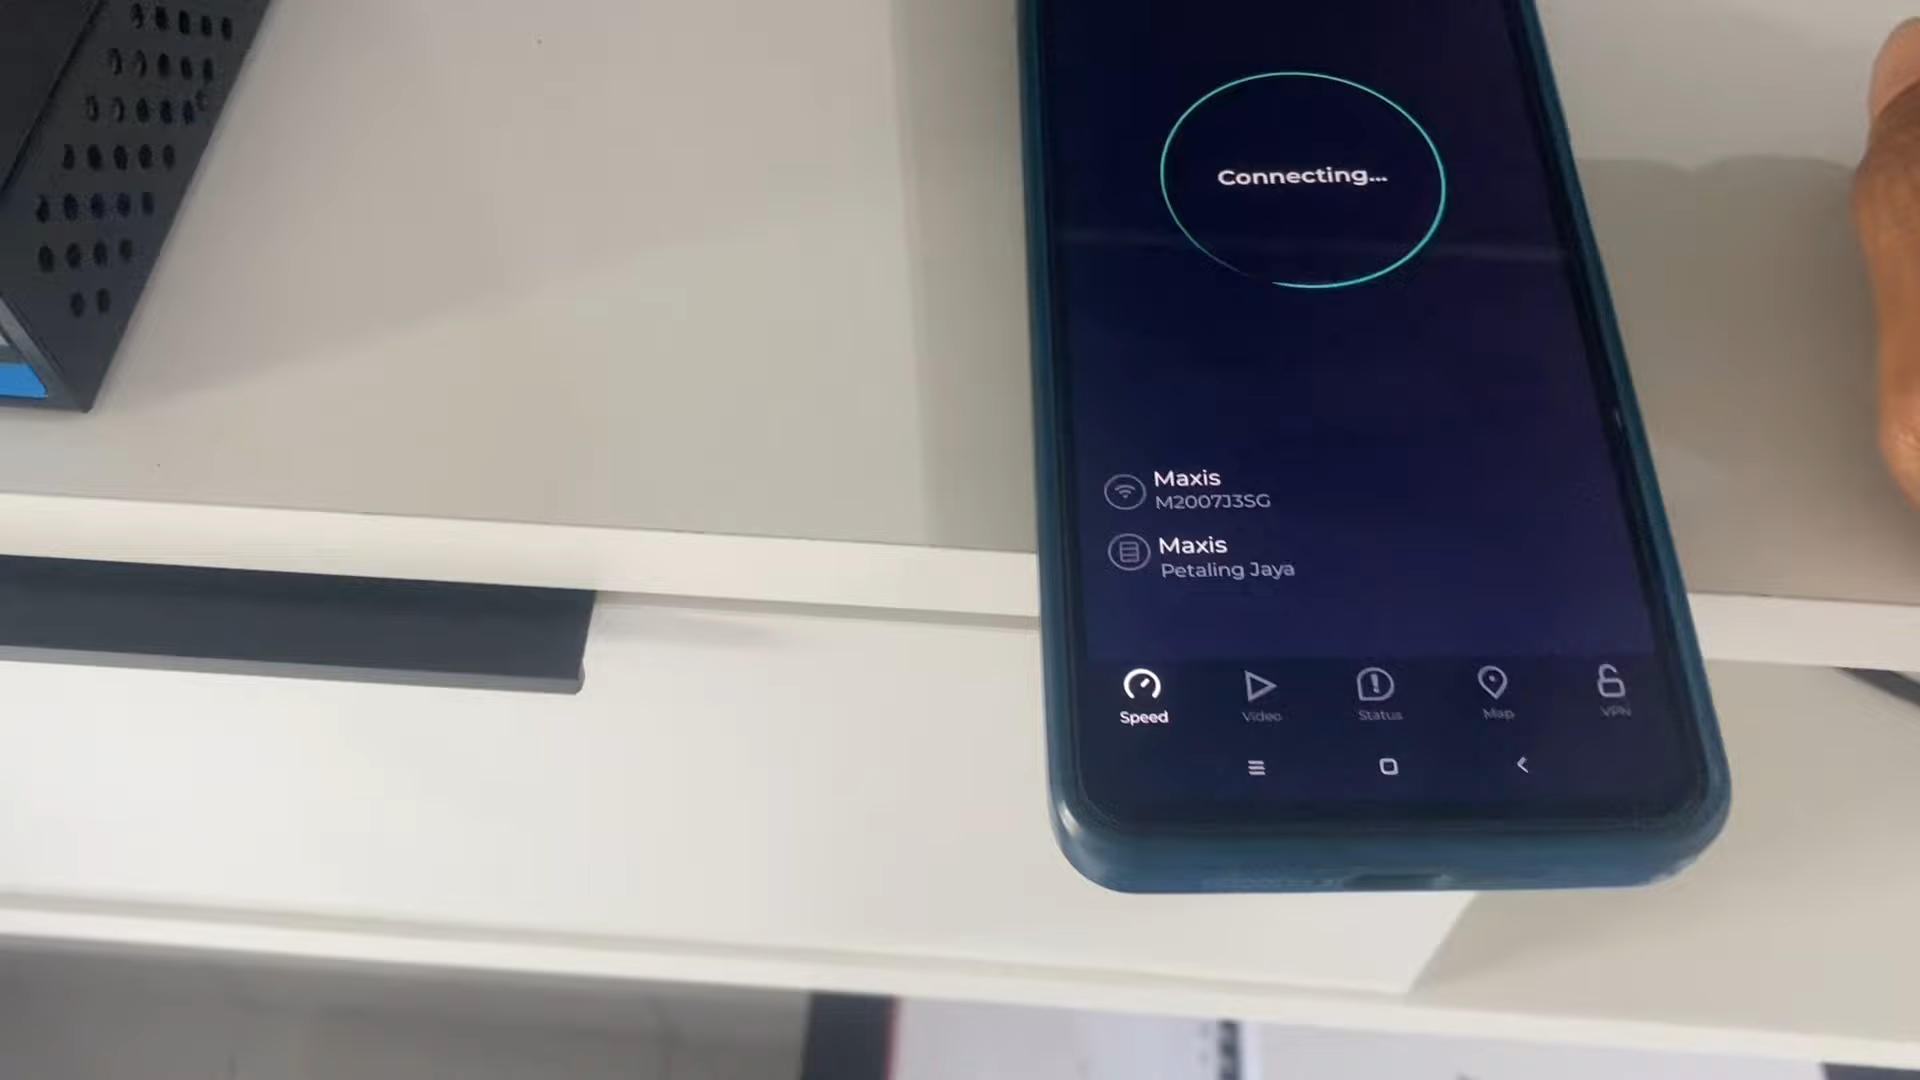 Connecting...
Maxis
M2007J3SG
Maxis
Petaling Jaya
Speed
Video
Status
Map
VPN